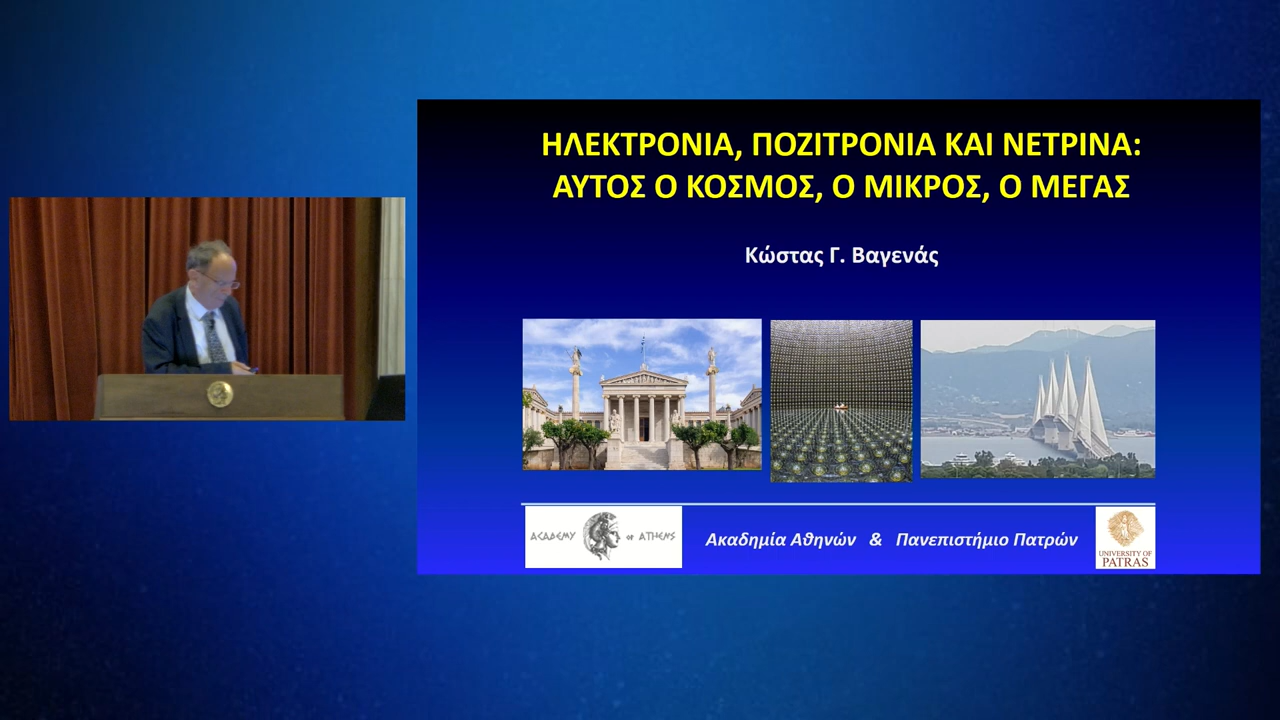 ΗΛΕΚΤΡΟΝΙΑ, ΠΟΖΙΤΡΟΝΙΑ ΚΑΙ ΝΕΤΡΙΝΑ:
ΑΥΤΟΣ Ο ΚΟΣΜΟΣ, Ο ΜΙΚΡΟΣ, Ο ΜΕΓΑΣ
Κώστας Γ. Βαγενάς
ACADEMY OF ATHENS
Ακαδημία Αθηνών & Πανεπιστήμιο Πατρών
UNIVERSITY OF
PATRAS